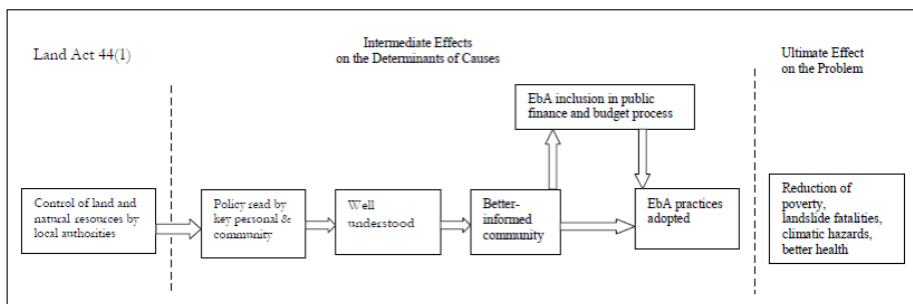 Land Act 44(1)
Intermediate Effects
on the Determinants of Causes
Ultimate Effect
on the Problem
EbA inclusion in public
finance and budget process
Control of land and
natural resources by
local authorities
Policy read by
key personal &
community
Well
understood
Better-
informed
community
EbA practices
adopted
Reduction of
poverty,
landslide fatalities,
climatic hazards,
better health